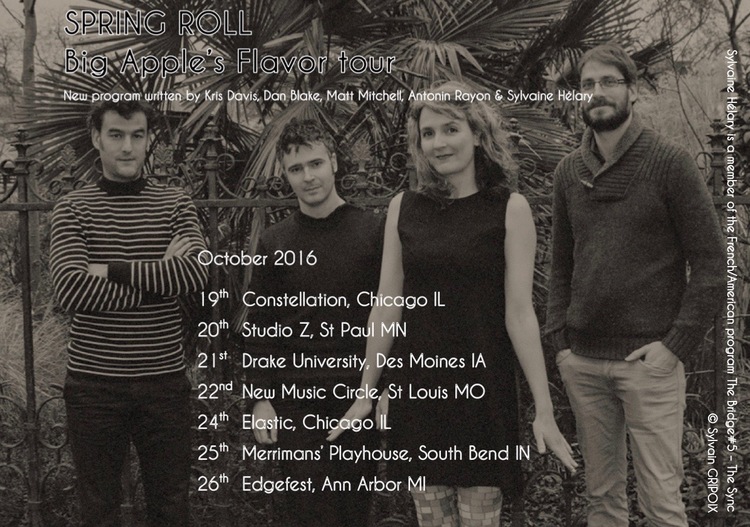 SPRING ROLL
Big Apple's Flavor tour
New program written by Kris Davis, Dan Blake, Matt Mitchell, Antonin Rayon & Sylvaine Hélary
October 2016
19th Constellation, Chicago IL
20th Studio Z, St Paul MN
21st Drake University, Des Moines IA
22nd New Music Circle, St Louis MO
24th Elastic, Chicago IL
25th Merrimans' Playhouse, South Bend IN
26th Edgefest, Ann Arbor MI
Sylvaine Hélary is a member of the French/American program The Bridge#5 – The Sync
© Sylvain GRIPOIX